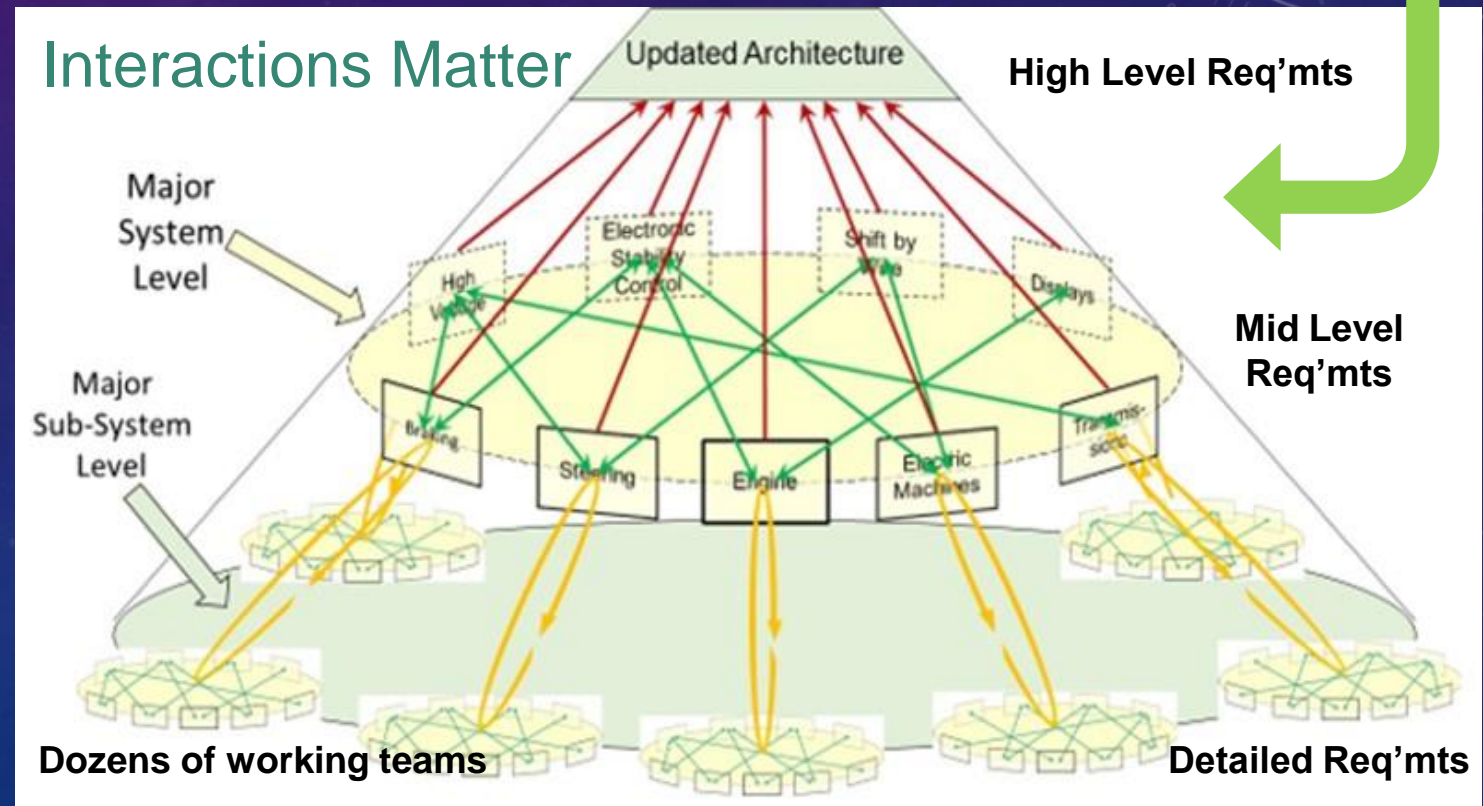 Interactions Matter
Updated Architecture
High Level Req'mts
Major
System
Level
Electronic
Stability
Control
Shift by
Wire
High
Voltage
Displays
Mid Level
Req'mts
Major
Sub-System
Level
Braking
Steering
Engine
Electric
Machines
Transmis-
sions
Dozens of working teams
Detailed Req'mts